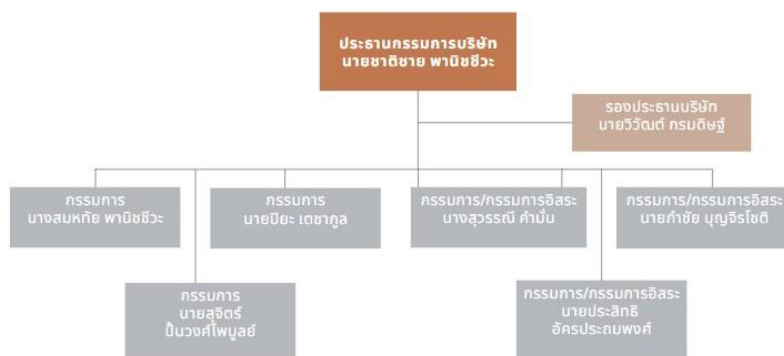 ประธานกรรมการบริษัท
นายชาติชาย พานิชชีวะ
รองประธานบริษัท
นายวิวัฒน์ กรมดิษฐ์
กรรมการ
นางสมหทัย พานิชชีวะ
กรรมการ
นายปิยะ เตชากูล
กรรมการ/กรรมการอิสระ
นางสุวรรณี คำมั่น
กรรมการ/กรรมการอิสระ
นายกำชัย บุญจิรโชติ
กรรมการ
นายสุจิตร์
ปั้นวงศ์ไพบูลย์
กรรมการ/กรรมการอิสระ
นายประสิทธิ
อัครประถมพงศ์